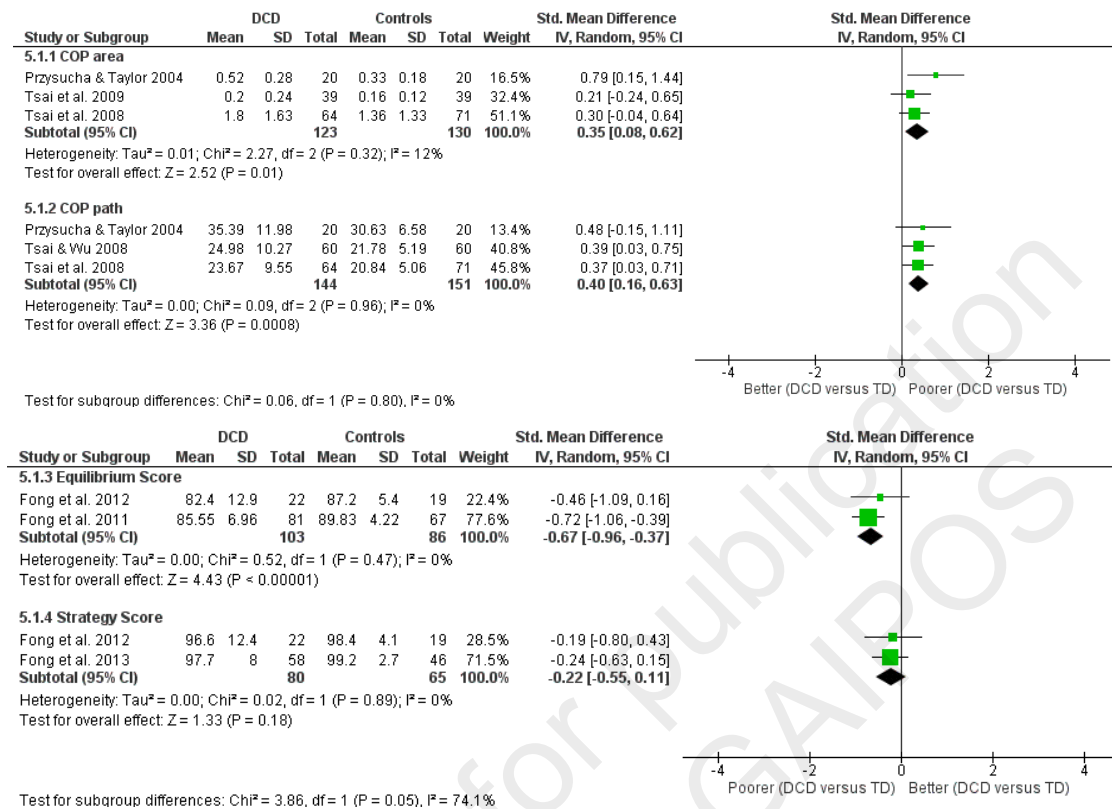 DCD Controls Std. Mean Difference Std. Mean Difference
Study or Subgroup Mean SD Total Mean SD Total Weight IV, Random, 95% CI IV, Random, 95% CI
5.1.1 COP area
Przysucha & Taylor 2004 0.52 0.28 20 0.33 0.18 20 16.5% 0.79 [0.15, 1.44]
Tsai et al. 2009 0.2 0.24 39 0.16 0.12 39 32.4% 0.21 [-0.24, 0.65]
Tsai et al. 2008 1.8 1.63 64 1.36 1.33 71 51.1% 0.30 [-0.04, 0.64]
Subtotal (95% CI) 123 130 100.0% 0.35 [0.08, 0.62]
Heterogeneity: Tau² = 0.01; Chi² = 2.27, df = 2 (P = 0.32); I² = 12%
Test for overall effect: Z = 2.52 (P = 0.01)
5.1.2 COP path
Przysucha & Taylor 2004 35.39 11.98 20 30.63 6.58 20 13.4% 0.48 [-0.15, 1.11]
Tsai & Wu 2008 24.98 10.27 60 21.78 5.19 60 40.8% 0.39 [0.03, 0.75]
Tsai et al. 2008 23.67 9.55 64 20.84 5.06 71 45.8% 0.37 [0.03, 0.71]
Subtotal (95% CI) 144 151 100.0% 0.40 [0.16, 0.63]
Heterogeneity: Tau² = 0.00; Chi² = 0.09, df = 2 (P = 0.96); I² = 0%
Test for overall effect: Z = 3.36 (P = 0.0008)
-4 -2 0 2 4
Better (DCD versus TD) Poorer (DCD versus TD)
Test for subgroup differences: Chi² = 0.06, df = 1 (P = 0.80), I² = 0%
DCD Controls Std. Mean Difference Std. Mean Difference
Study or Subgroup Mean SD Total Mean SD Total Weight IV, Random, 95% CI IV, Random, 95% CI
5.1.3 Equilibrium Score
Fong et al. 2012 82.4 12.9 22 87.2 5.4 19 22.4% -0.46 [-1.09, 0.16]
Fong et al. 2011 85.55 6.96 81 89.83 4.22 67 77.6% -0.72 [-1.06, -0.39]
Subtotal (95% CI) 103 86 100.0% -0.67 [-0.96, -0.37]
Heterogeneity: Tau² = 0.00; Chi² = 0.52, df = 1 (P = 0.47); I² = 0%
Test for overall effect: Z = 4.43 (P < 0.00001)
5.1.4 Strategy Score
Fong et al. 2012 96.6 12.4 22 98.4 4.1 19 28.5% -0.19 [-0.80, 0.43]
Fong et al. 2013 97.7 8 58 99.2 2.7 46 71.5% -0.24 [-0.63, 0.15]
Subtotal (95% CI) 80 65 100.0% -0.22 [-0.55, 0.11]
Heterogeneity: Tau² = 0.00; Chi² = 0.02, df = 1 (P = 0.89); I² = 0%
Test for overall effect: Z = 1.33 (P = 0.18)
-4 -2 0 2 4
Poorer (DCD versus TD) Better (DCD versus TD)
Test for subgroup differences: Chi² = 3.86, df = 1 (P = 0.05), I² = 74.1%
for publication
GAIPOS